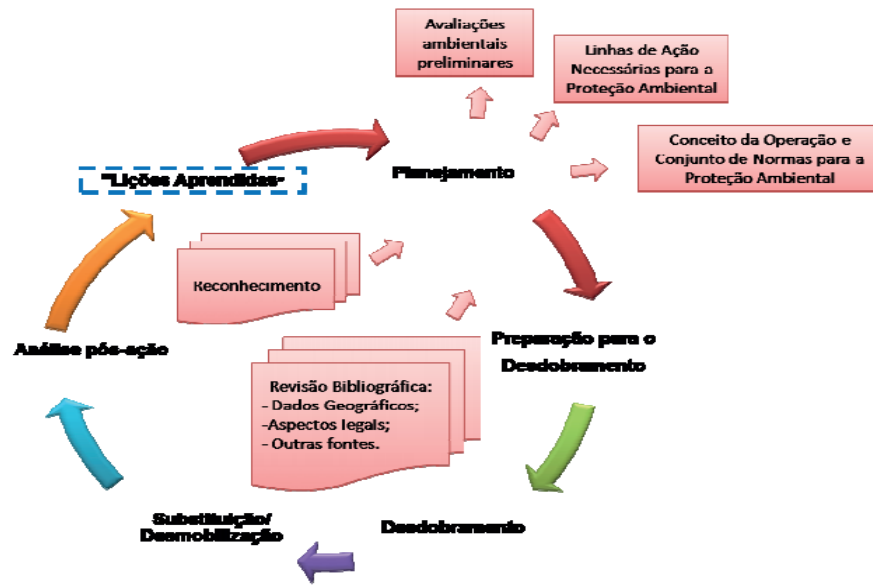 Avaliações
ambientais
preliminares
Linhas de Ação
Necessárias para a
Proteção Ambiental
Conceito da Operação e
Conjunto de Normas para a
Proteção Ambiental
Planejamento
"Lições Aprendidas-
Reconhecimento
Análise pós-ação
Preparação para o
Desdobramento
Revisão Bibliográfica:
- Dados Geográficos;
-Aspectos legais;
- Outras fontes.
Substituição/
Desmobilização
Desdobramento